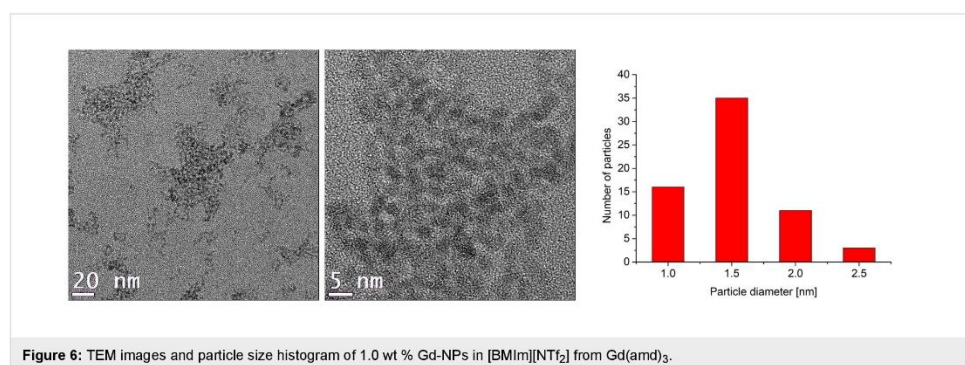 20 nm
5 nm
Number of particles
40
35
30
25
20
15
10
5
0
1.0 1.5 2.0 2.5
Particle diameter [nm]
Figure 6: TEM images and particle size histogram of 1.0 wt % Gd-NPs in [BMIm][NTf₂] from Gd(amd)₃.